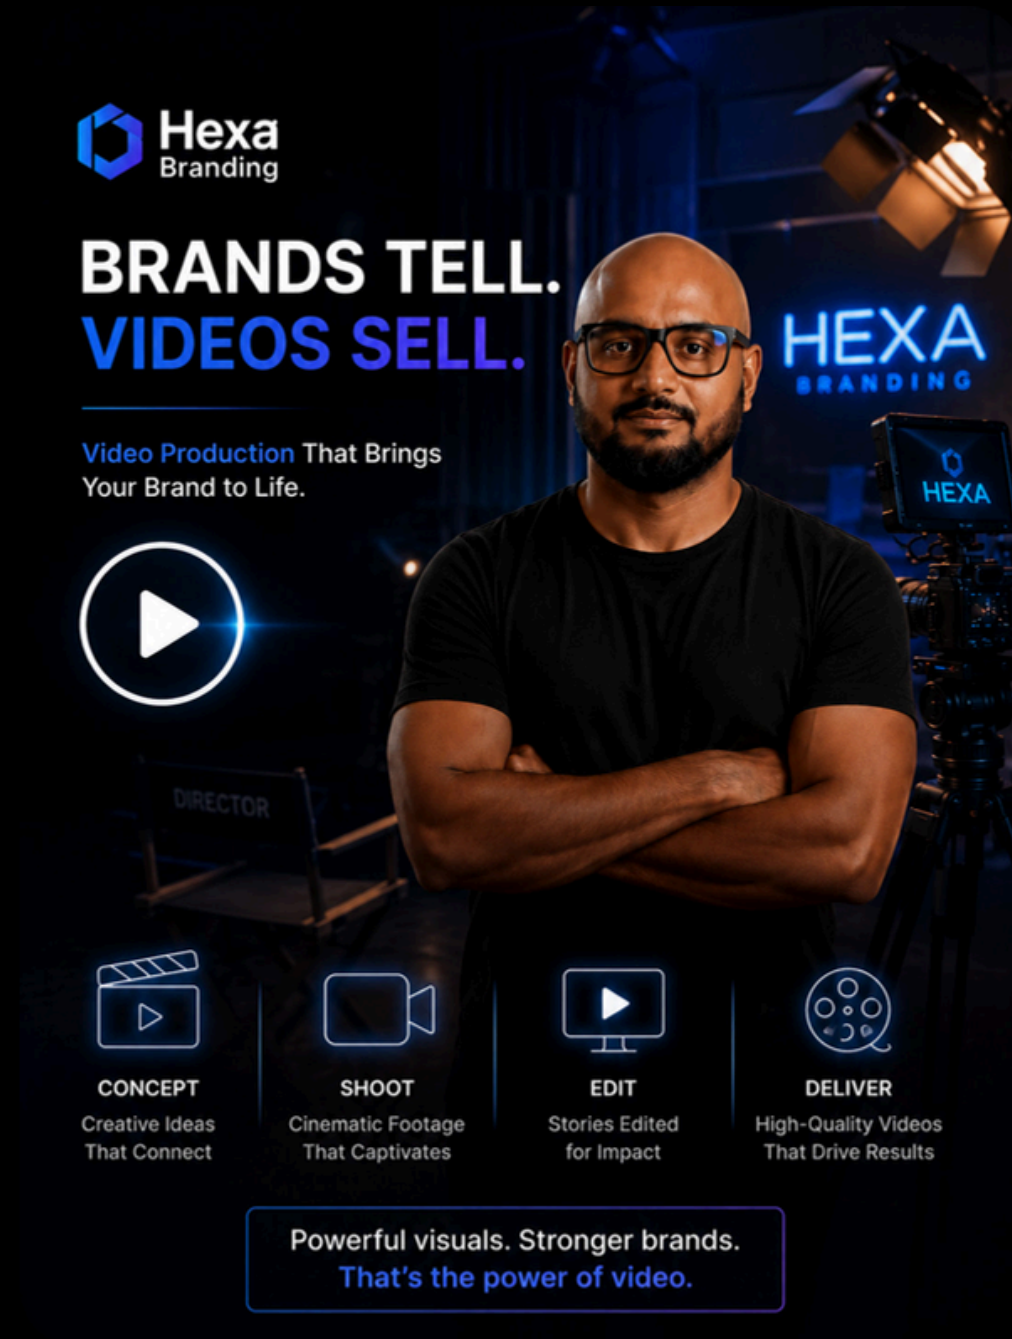 Hexa
Branding
BRANDS TELL.
VIDEOS SELL.
Video Production That Brings
Your Brand to Life.
HEXA
BRANDING
HEXA
DIRECTOR
CONCEPT
Creative Ideas
That Connect
SHOOT
Cinematic Footage
That Captivates
EDIT
Stories Edited
for Impact
DELIVER
High-Quality Videos
That Drive Results
Powerful visuals. Stronger brands.
That's the power of video.